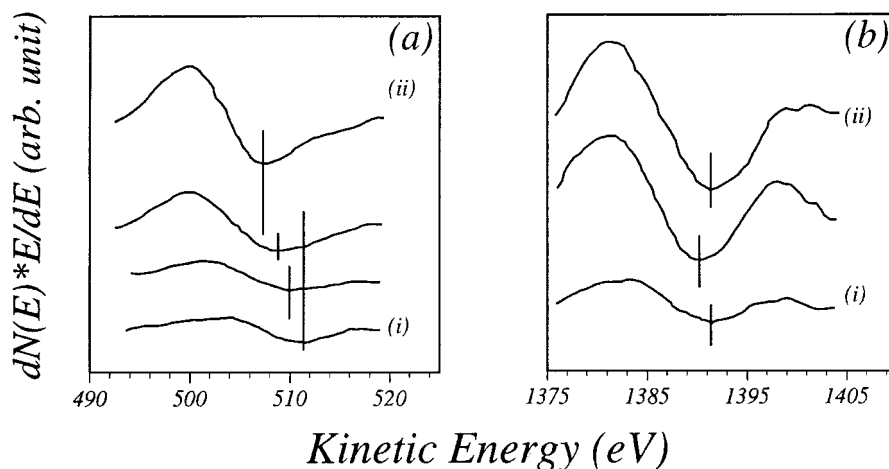 dN(E)*E/dE (arb. unit)
(a)
(ii)
(i)
490 500 510 520
(b)
(ii)
(i)
1375 1385 1395 1405
Kinetic Energy (eV)